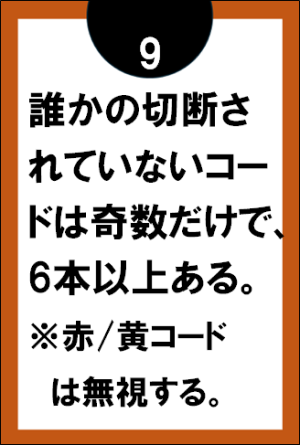 9
誰かの切断さ
れていないコー
ドは奇数だけで、
6本以上ある。
※赤/黄コード
は無視する。